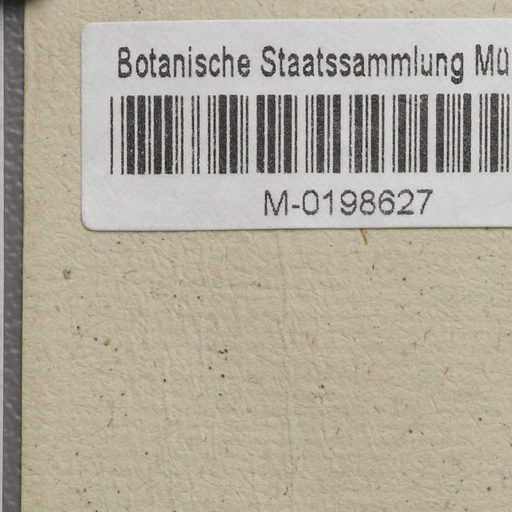 Botanische Staatssammlung Mü
M-0198627